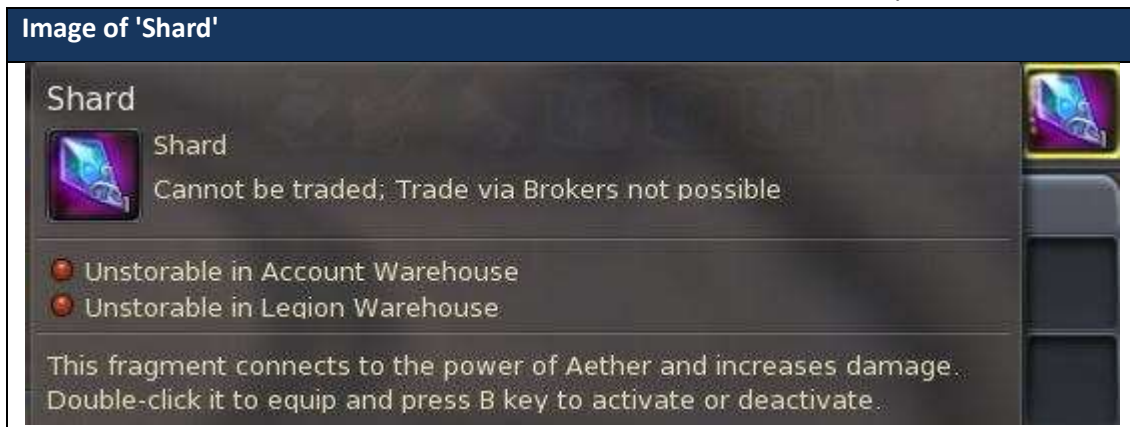 Image of 'Shard'
Shard
Shard
Cannot be traded; Trade via Brokers not possible
Unstorable in Account Warehouse
Unstorable in Legion Warehouse
This fragment connects to the power of Aether and increases damage.
Double-click it to equip and press B key to activate or deactivate.